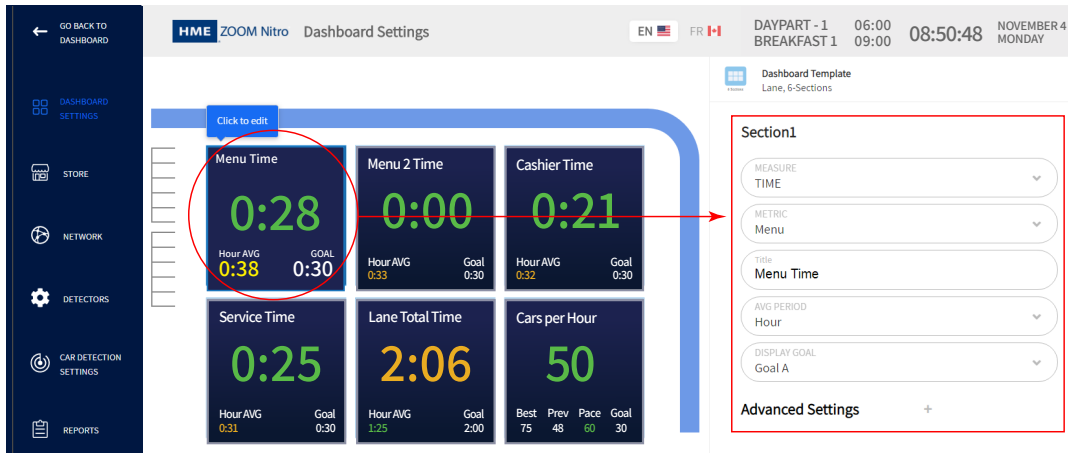 GO BACK TO
DASHBOARD
HME ZOOM Nitro Dashboard Settings
EN FR
DAYPART - 1 06:00
BREAKFAST 1 09:00
08:50:48
NOVEMBER 4
MONDAY
DASHBOARD
SETTINGS
STORE
NETWORK
DETECTORS
CAR DETECTION
SETTINGS
REPORTS
Click to edit
Menu Time
0:28
Hour AVG GOAL
0:38 0:30
Menu 2 Time
0:00
Hour AVG Goal
0:33 0:30
Cashier Time
0:21
Hour AVG Goal
0:32 0:30
Service Time
0:25
Hour AVG Goal
0:31 0:30
Lane Total Time
2:06
Hour AVG Goal
1:25 2:00
Cars per Hour
50
Best Prev Pace Goal
75 48 60 30
Dashboard Template
Lane, 6-Sections
Section1
MEASURE
TIME
METRIC
Menu
Title
Menu Time
AVG PERIOD
Hour
DISPLAY GOAL
Goal A
Advanced Settings +